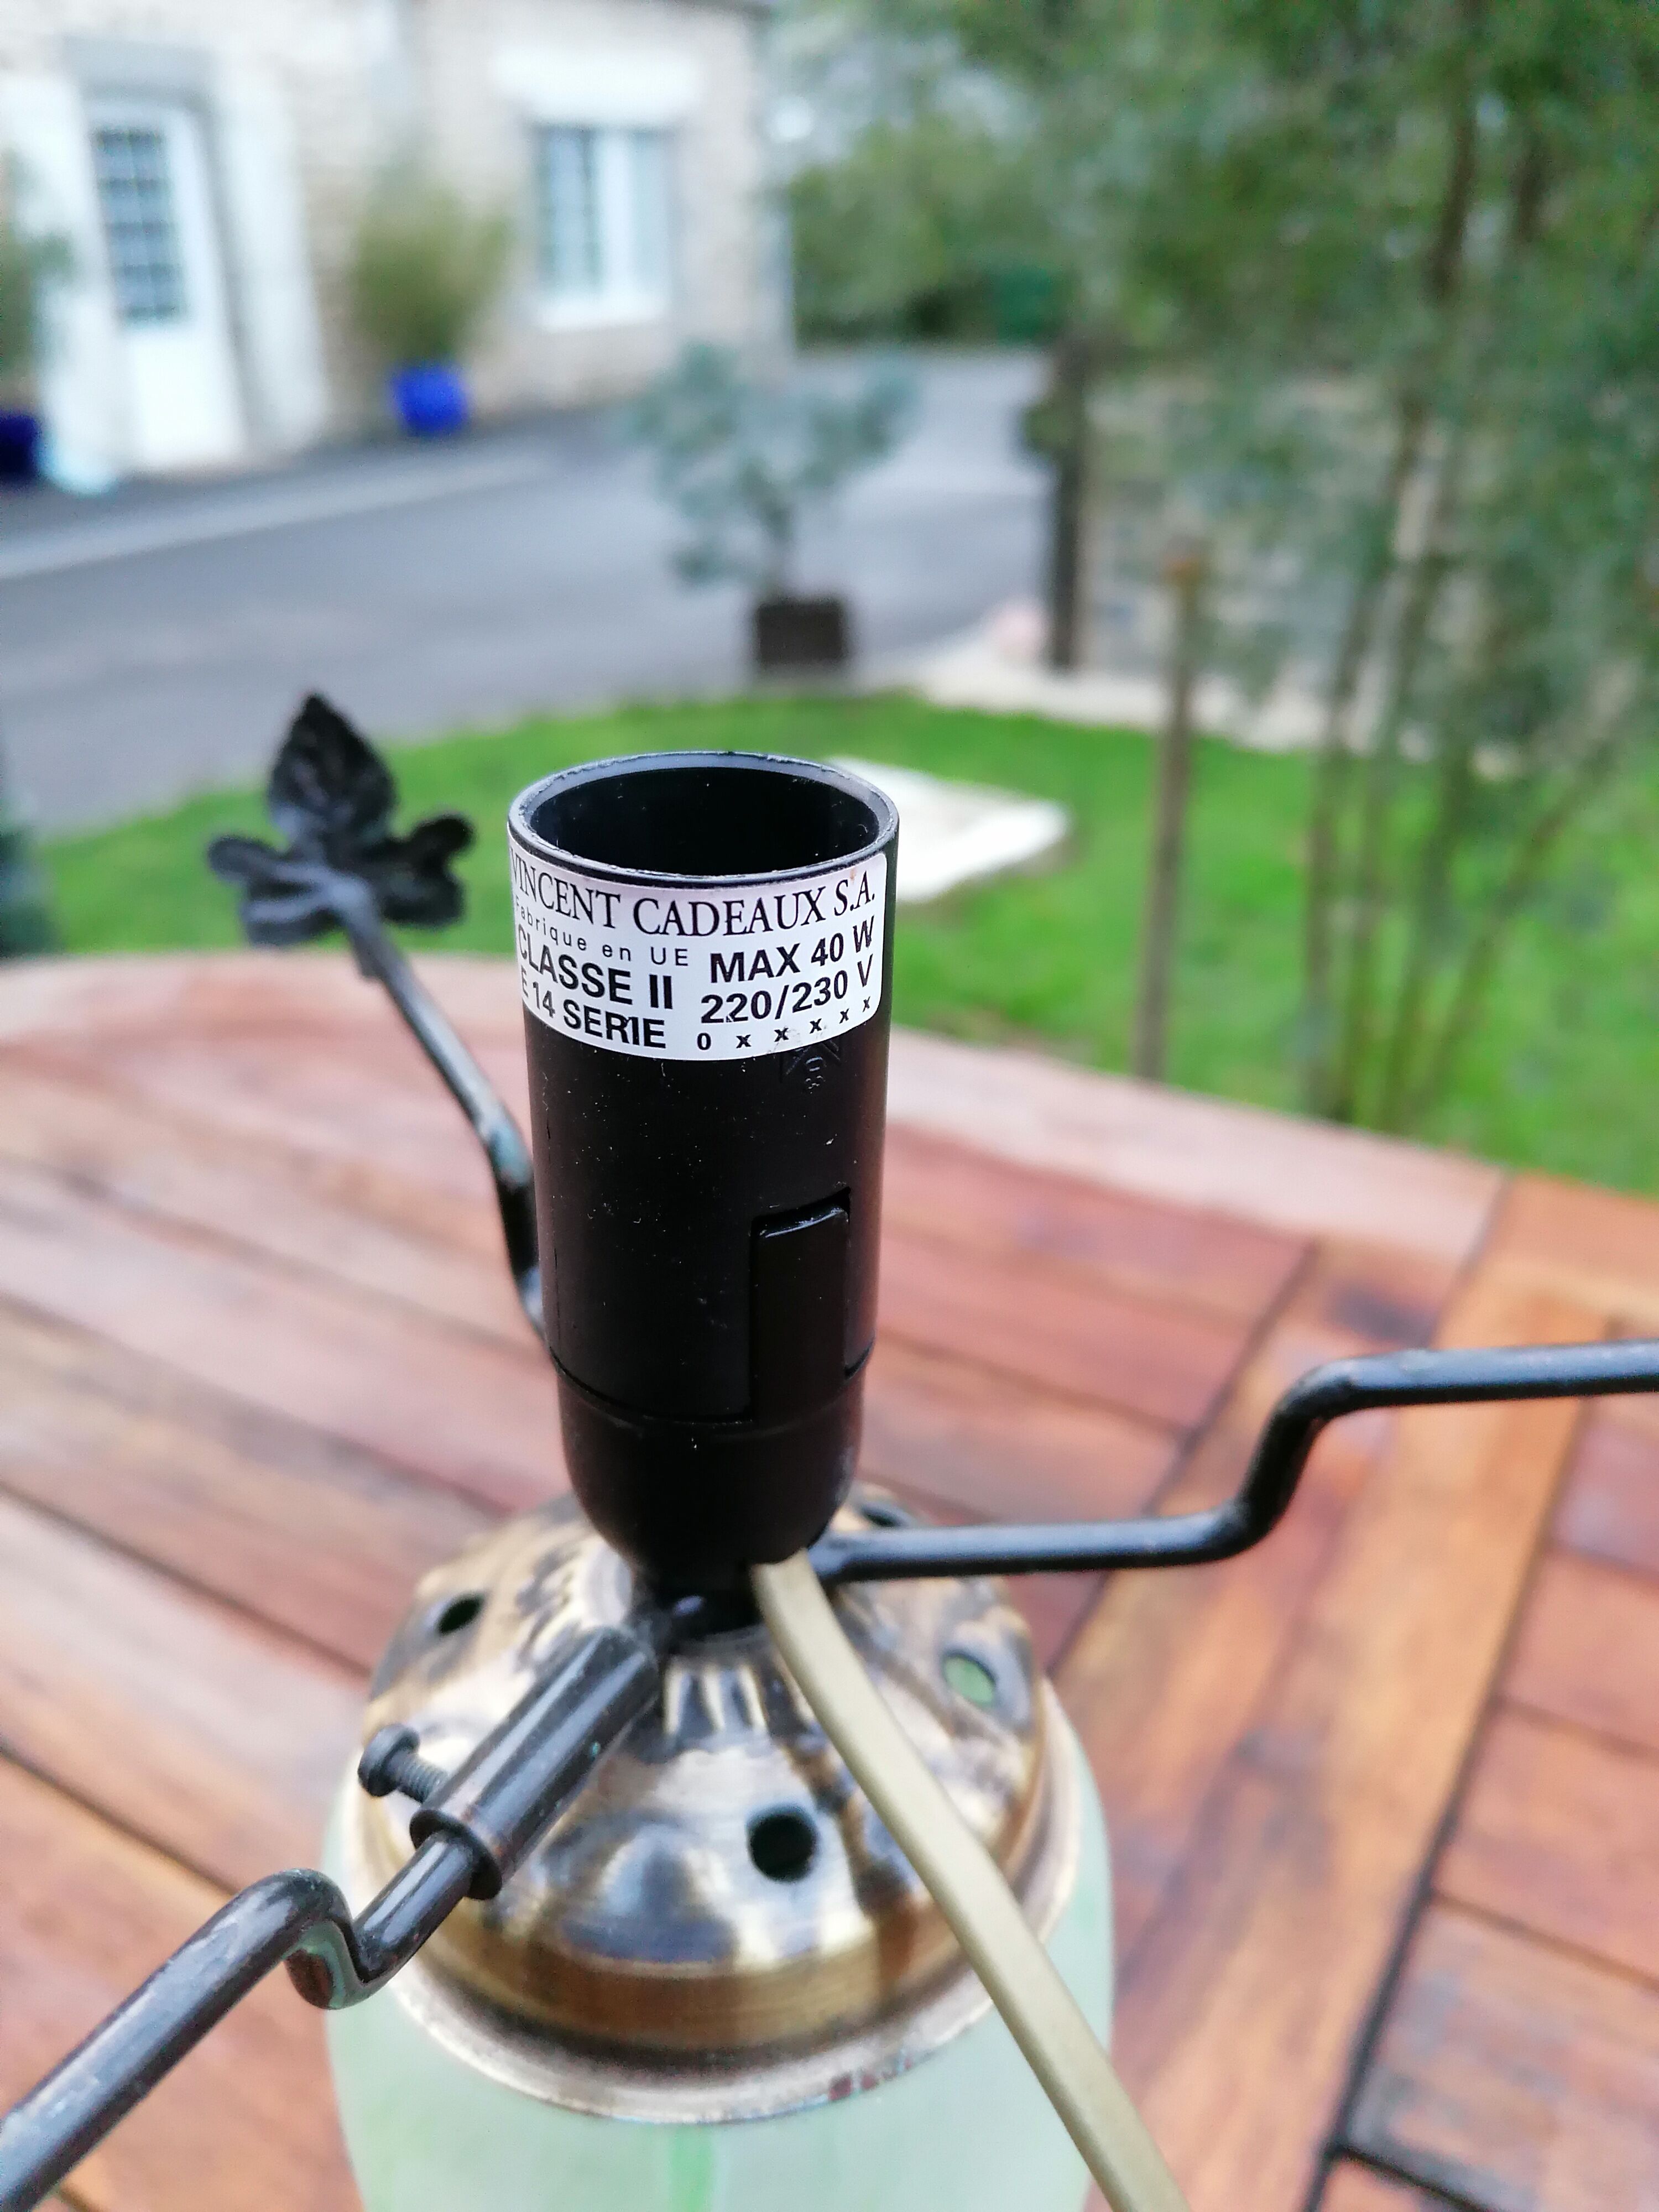 VINCENT CADEAUX S.A.
Fabrique en UE
CLASSE II MAX 40 W
E 14 SERIE 220/230 V
0 x x x x x